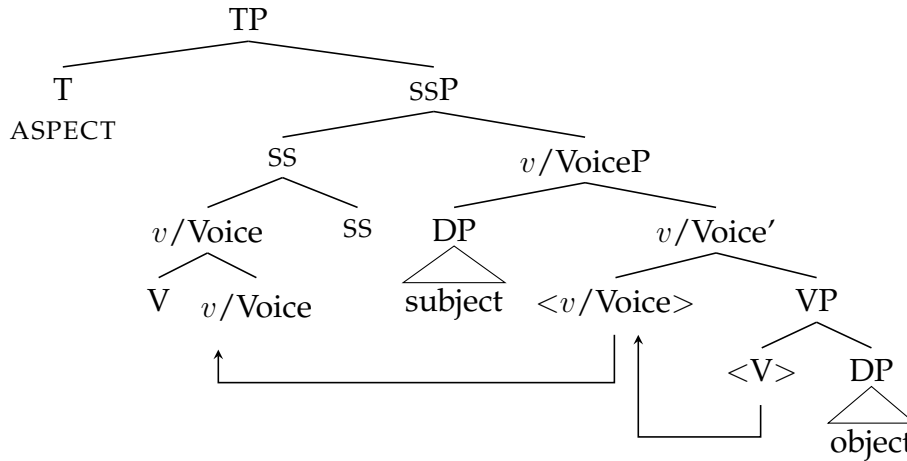 TP
T ssP
ASPECT
ss v/VoiceP
v/Voice ss DP v/Voice'
V v/Voice subject <v/Voice> VP
<V> DP
object